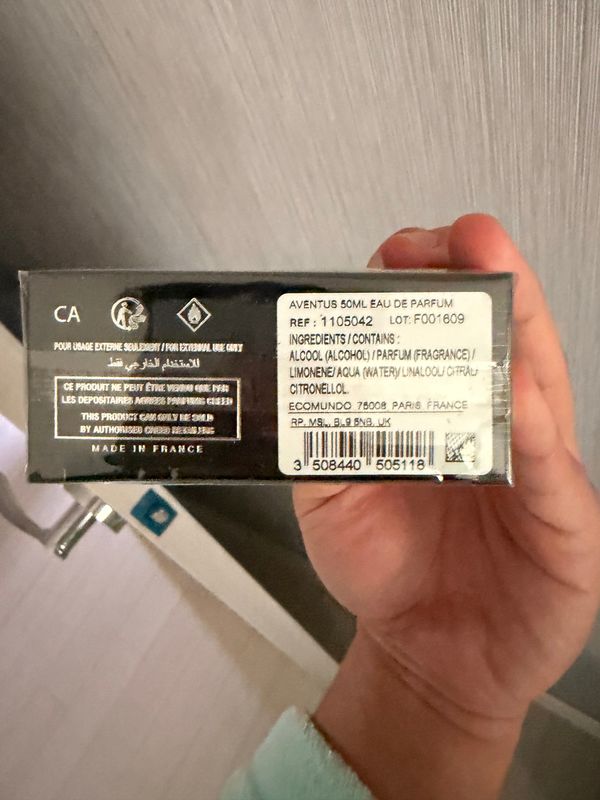 CA
POUR USAGE EXTERNE SEULEMENT / FOR EXTERNAL USE ONLY
للاستخدام الخارجي فقط
CE PRODUIT NE PEUT ÊTRE VENDU QUE PAR
LES DEPOSITAIRES AGREES PARFUMS CREED
THIS PRODUCT CAN ONLY BE SOLD
BY AUTHORISED CREED RETAILERS
MADE IN FRANCE
AVENTUS 50ML EAU DE PARFUM
REF : 1105042 LOT: F001609
INGREDIENTS / CONTAINS :
ALCOOL (ALCOHOL) / PARFUM (FRAGRANCE) /
LIMONENE/ AQUA (WATER)/ LINALOOL/ CITRAL/
CITRONELLOL.
ECOMUNDO 75008 PARIS FRANCE
RP, MSL, BL9 5NB, UK
3 508440 505118